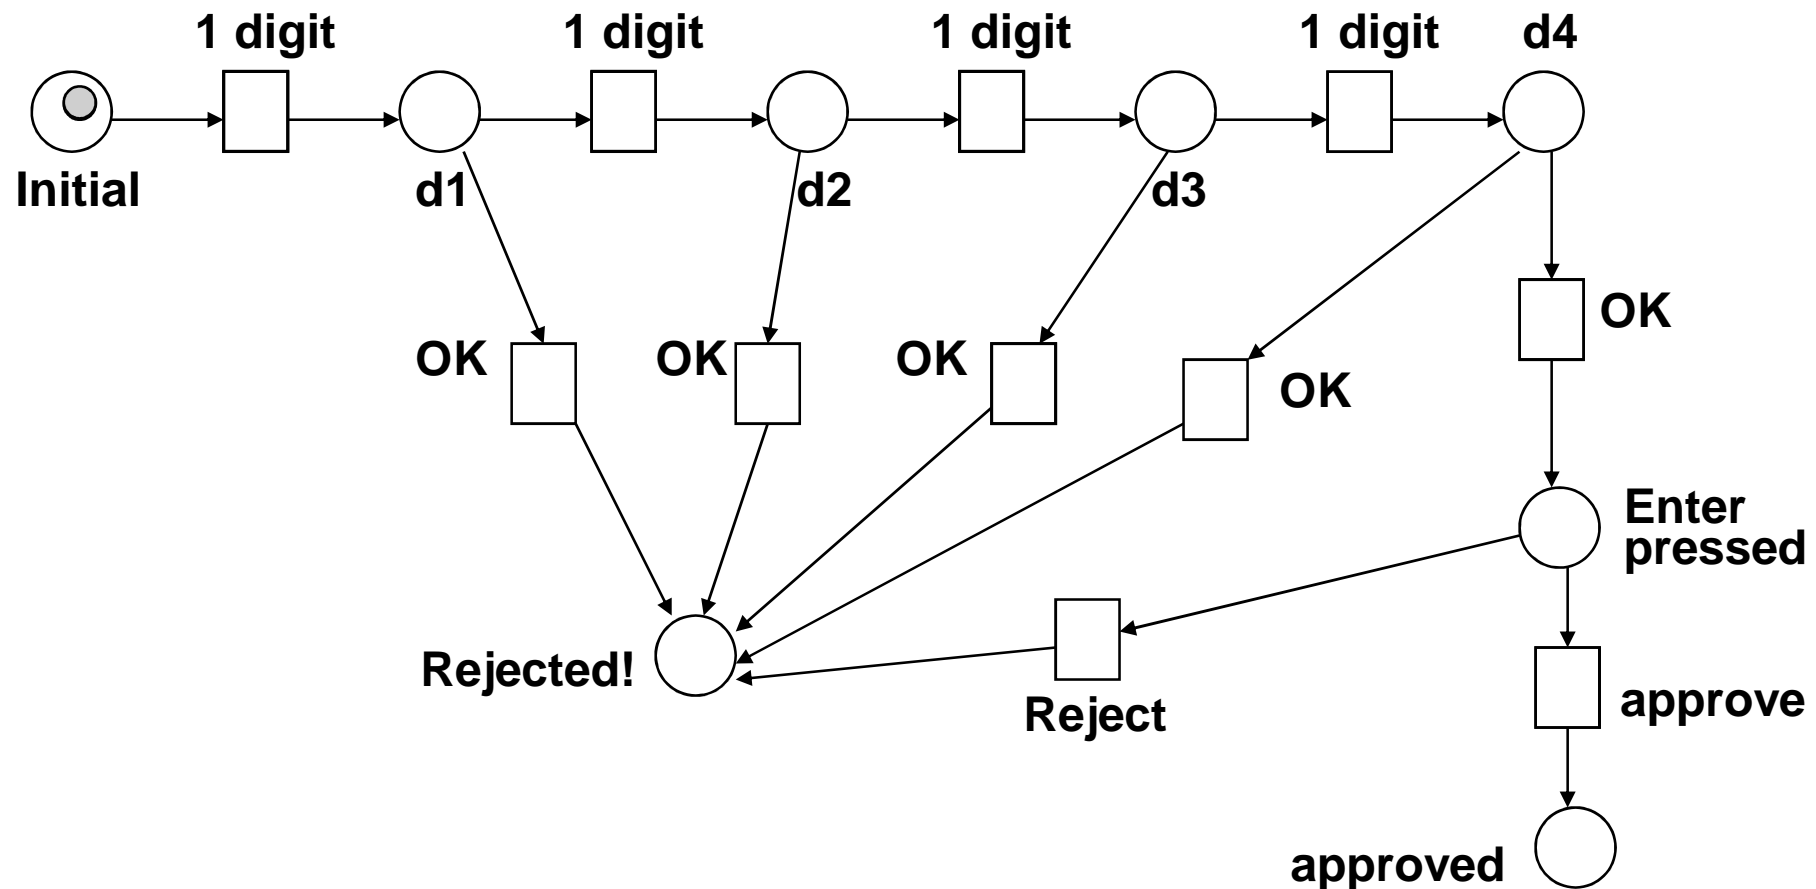 1 digit
1 digit
1 digit
1 digit
d4
Initial
d1
d2
d3
OK
OK
OK
OK
OK
Enter
pressed
Rejected!
Reject
approve
approved